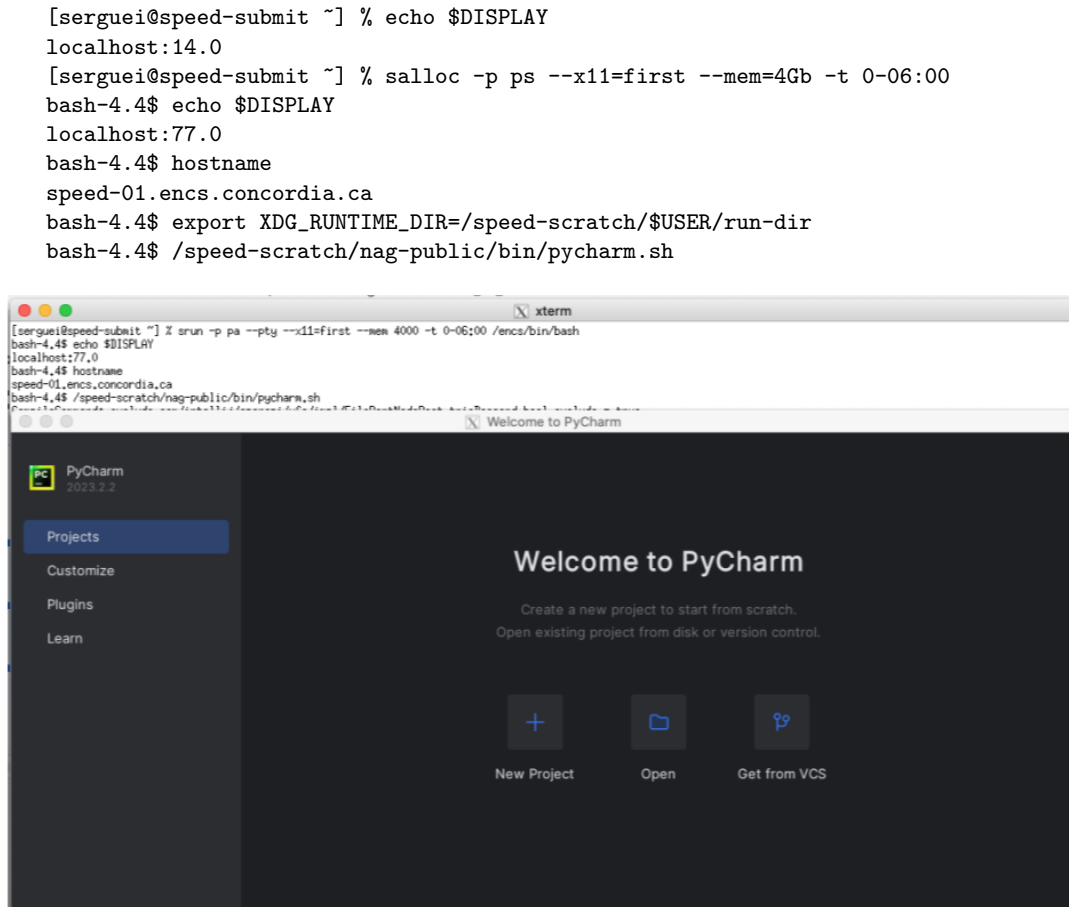 [serguei@speed-submit ~] % echo $DISPLAY
localhost:14.0
[serguei@speed-submit ~] % salloc -p ps --x11=first --mem=4Gb -t 0-06:00
bash-4.4$ echo $DISPLAY
localhost:77.0
bash-4.4$ hostname
speed-01.encs.concordia.ca
bash-4.4$ export XDG_RUNTIME_DIR=/speed-scratch/$USER/run-dir
bash-4.4$ /speed-scratch/nag-public/bin/pycharm.sh
X xterm
[serguei@speed-submit ~] % srun -p pa --pty --x11=first --mem 4000 -t 0-06:00 /encs/bin/bash
bash-4.4$ echo $DISPLAY
localhost:77.0
bash-4.4$ hostname
speed-01.encs.concordia.ca
bash-4.4$ /speed-scratch/nag-public/bin/pycharm.sh
X Welcome to PyCharm
PC PyCharm
2023.2.2
Projects
Customize
Plugins
Learn
Welcome to PyCharm
Create a new project to start from scratch.
Open existing project from disk or version control.
New Project Open Get from VCS